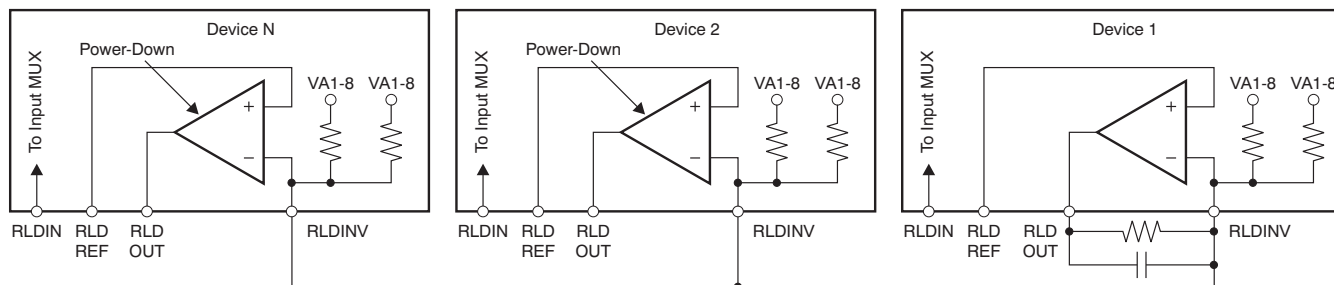 Device N
Power-Down
To Input MUX
VA1-8 VA1-8
+
−
RLDIN RLD REF RLD OUT RLDINV
Device 2
Power-Down
To Input MUX
VA1-8 VA1-8
+
−
RLDIN RLD REF RLD OUT RLDINV
Device 1
To Input MUX
VA1-8 VA1-8
+
−
RLDIN RLD REF RLD OUT RLDINV